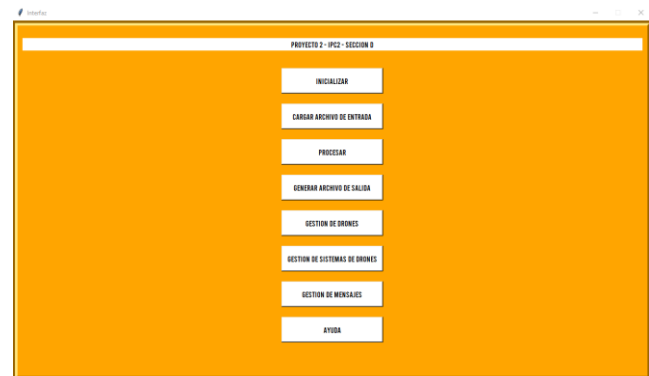 Interfaz
PROYECTO 2 - IPC2 - SECCION D
INICIALIZAR
CARGAR ARCHIVO DE ENTRADA
PROCESAR
GENERAR ARCHIVO DE SALIDA
GESTION DE DRONES
GESTION DE SISTEMAS DE DRONES
GESTION DE MENSAJES
AYUDA